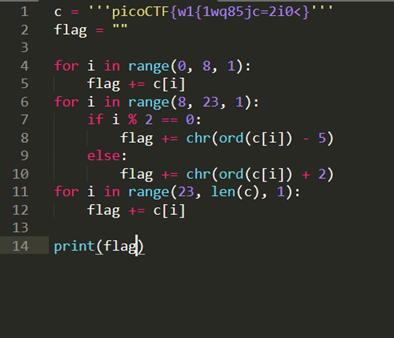 1 c = '''picoCTF{w1{1wq85jc=2i0<}'''
2 flag = ""
3
4 for i in range(0, 8, 1):
5     flag += c[i]
6 for i in range(8, 23, 1):
7     if i % 2 == 0:
8         flag += chr(ord(c[i]) - 5)
9     else:
10         flag += chr(ord(c[i]) + 2)
11 for i in range(23, len(c), 1):
12     flag += c[i]
13
14 print(flag)